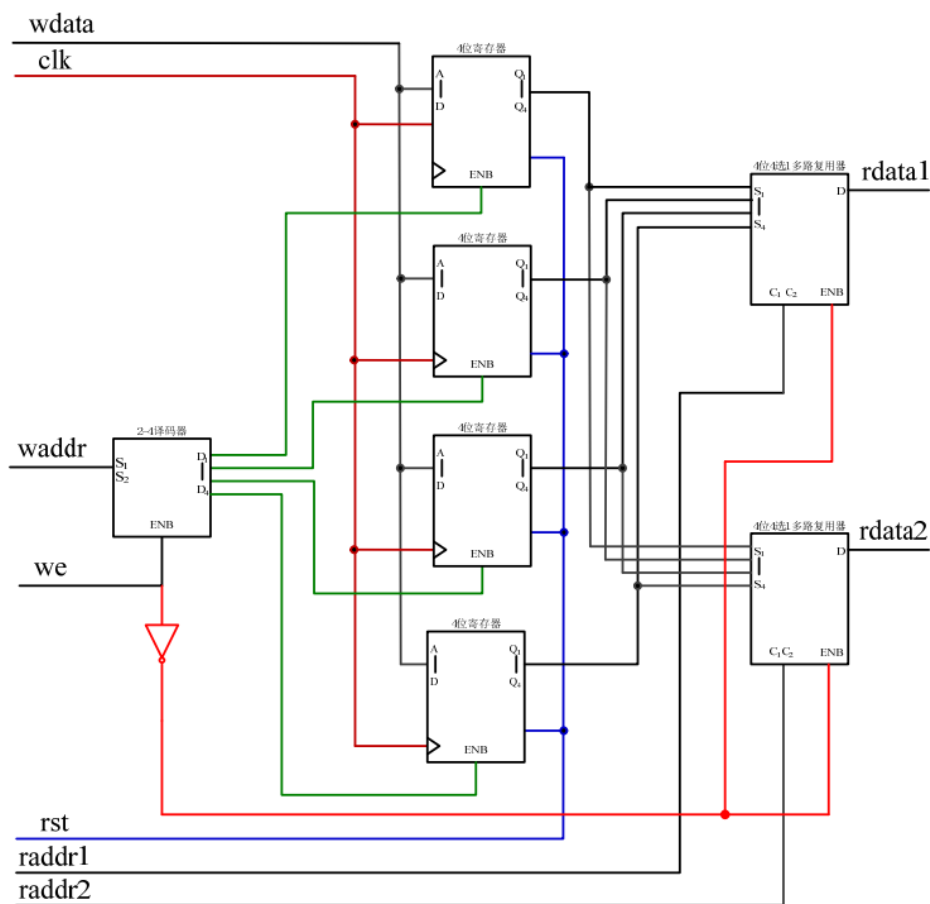 wdata
clk
4位寄存器
A
D
Q1
Q4
ENB
4位4选1多路复用器
S1
S4
D
C1 C2
ENB
rdata1
4位寄存器
A
D
Q1
Q4
ENB
2-4译码器
waddr
S1
S2
D1
D4
ENB
we
4位寄存器
A
D
Q1
Q4
ENB
4位4选1多路复用器
S1
S4
D
C1 C2
ENB
rdata2
4位寄存器
A
D
Q1
Q4
ENB
rst
raddr1
raddr2